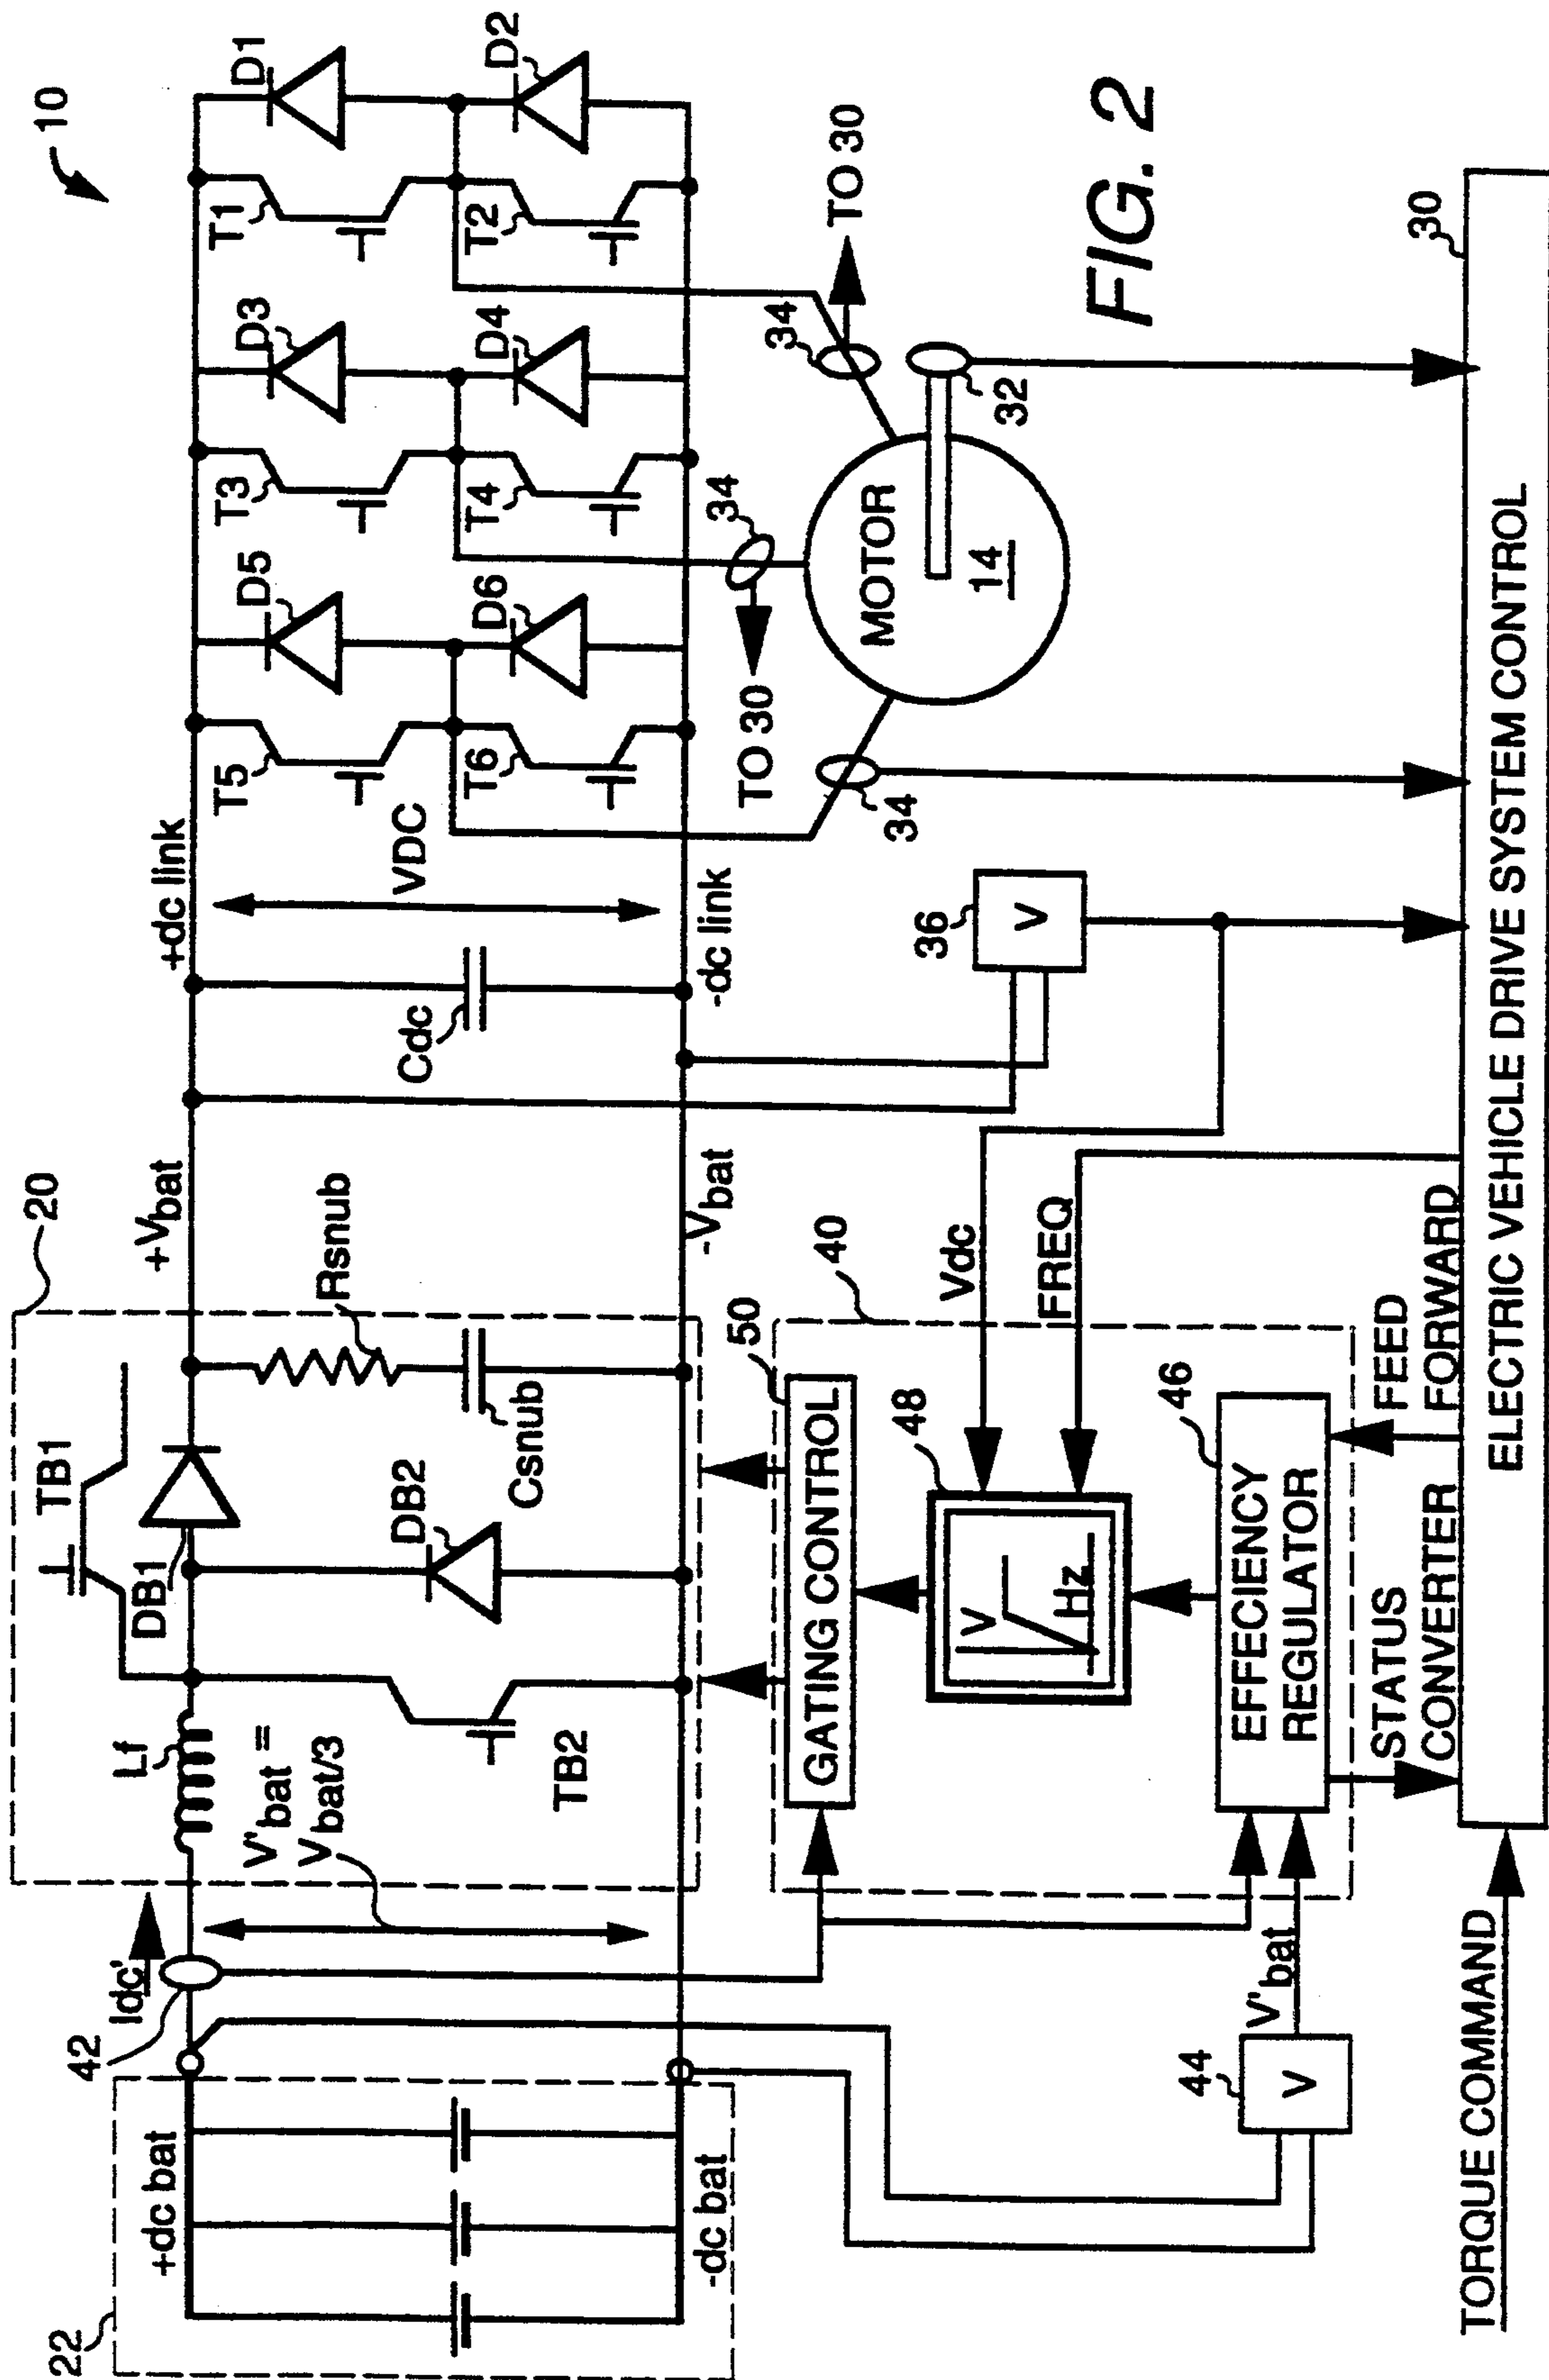 10
20
22
+dc bat
-dc bat
42
Idc'
V'bat =
Vbat/3
Lf
TB1
DB1
TB2
DB2
Rsnub
Csnub
+Vbat
-Vbat
Cdc
+dc link
-dc link
VDC
T5
D5
T6
D6
T3
D3
T4
D4
T1
D1
T2
D2
34
TO 30
34
TO 30
34
MOTOR
14
32
36
V
Vdc
FREQ
40
50
GATING CONTROL
48
V
Hz
46
EFFECIENCY
REGULATOR
44
V
V'bat
STATUS
CONVERTER
FEED
FORWARD
30
TORQUE COMMAND
ELECTRIC VEHICLE DRIVE SYSTEM CONTROL
FIG. 2